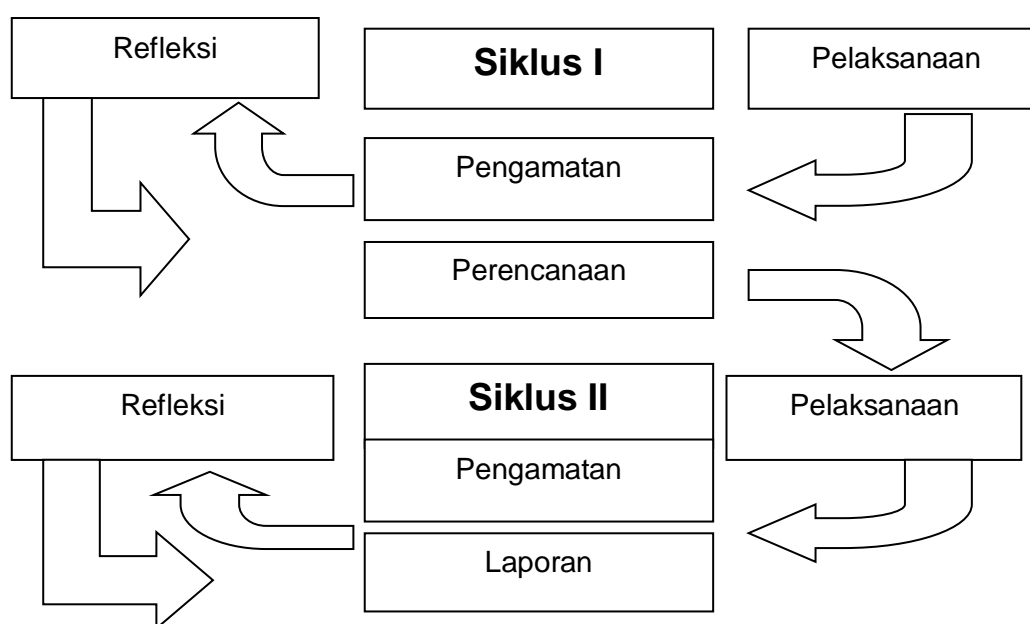 Refleksi
Siklus I
Pelaksanaan
Pengamatan
Perencanaan
Refleksi
Siklus II
Pelaksanaan
Pengamatan
Laporan